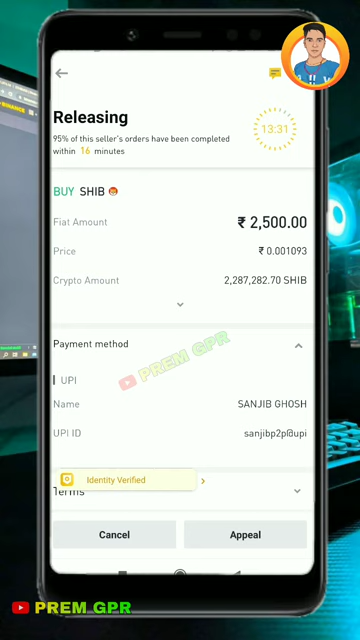 BINANCE
Releasing
13:31
95% of this seller's orders have been completed
within 16 minutes
BUY SHIB
Fiat Amount ₹ 2,500.00
Price ₹ 0.001093
Crypto Amount 2,287,282.70 SHIB
PREM GPR
Payment method
UPI
Name SANJIB GHOSH
UPI ID sanjibp2p@upi
Identity Verified
Terms
Cancel Appeal
PREM GPR